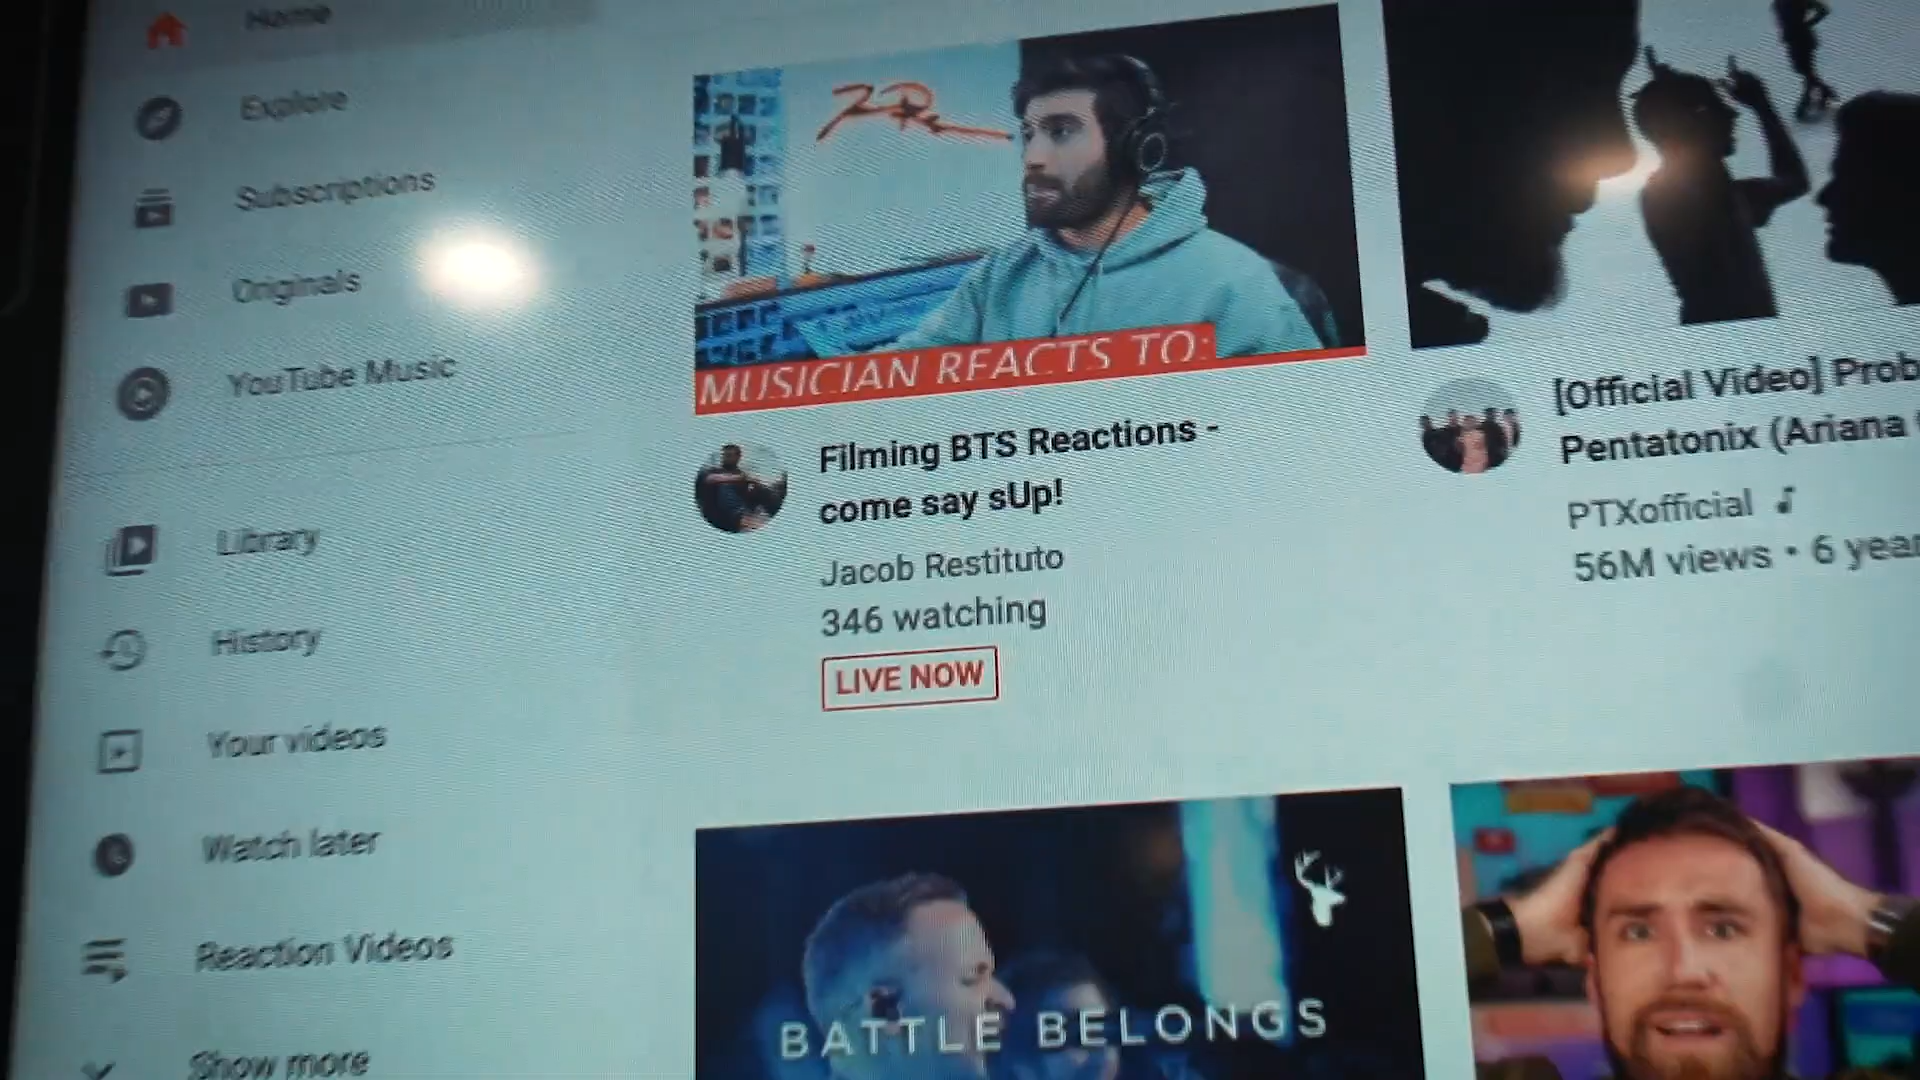 Home
Explore
Subscriptions
Originals
YouTube Music
Library
History
Your videos
Watch later
Reaction Videos
Show more
MUSICIAN REACTS TO:
Filming BTS Reactions -
come say sUp!
Jacob Restituto
346 watching
LIVE NOW
[Official Video]
Pentatonix (Ariana
PTXofficial
56M views • 6
BATTLE BELONGS